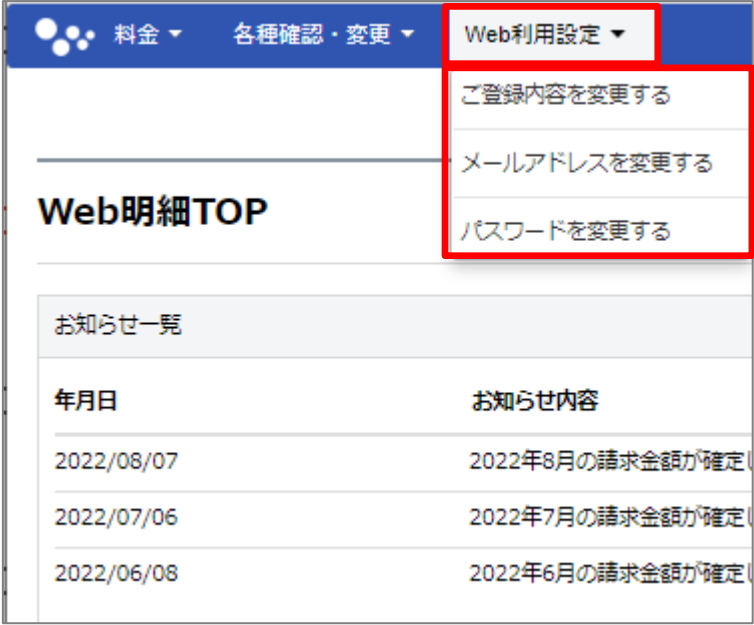 料金 ▼ 各種確認・変更 ▼ Web利用設定 ▼
ご登録内容を変更する
メールアドレスを変更する
パスワードを変更する
Web明細TOP
お知らせ一覧
年月日 お知らせ内容
2022/08/07 2022年8月の請求金額が確定し
2022/07/06 2022年7月の請求金額が確定し
2022/06/08 2022年6月の請求金額が確定し